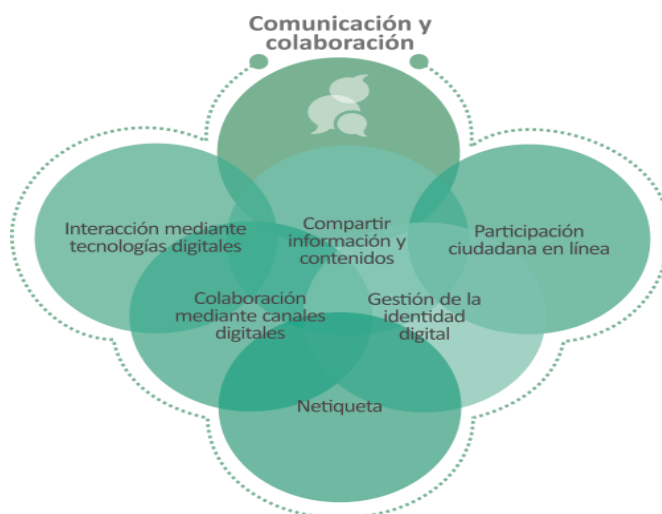 Comunicación y
colaboración
Interacción mediante
tecnologías digitales
Compartir
información y
contenidos
Participación
ciudadana en línea
Colaboración
mediante canales
digitales
Gestión de la
identidad
digital
Netiqueta